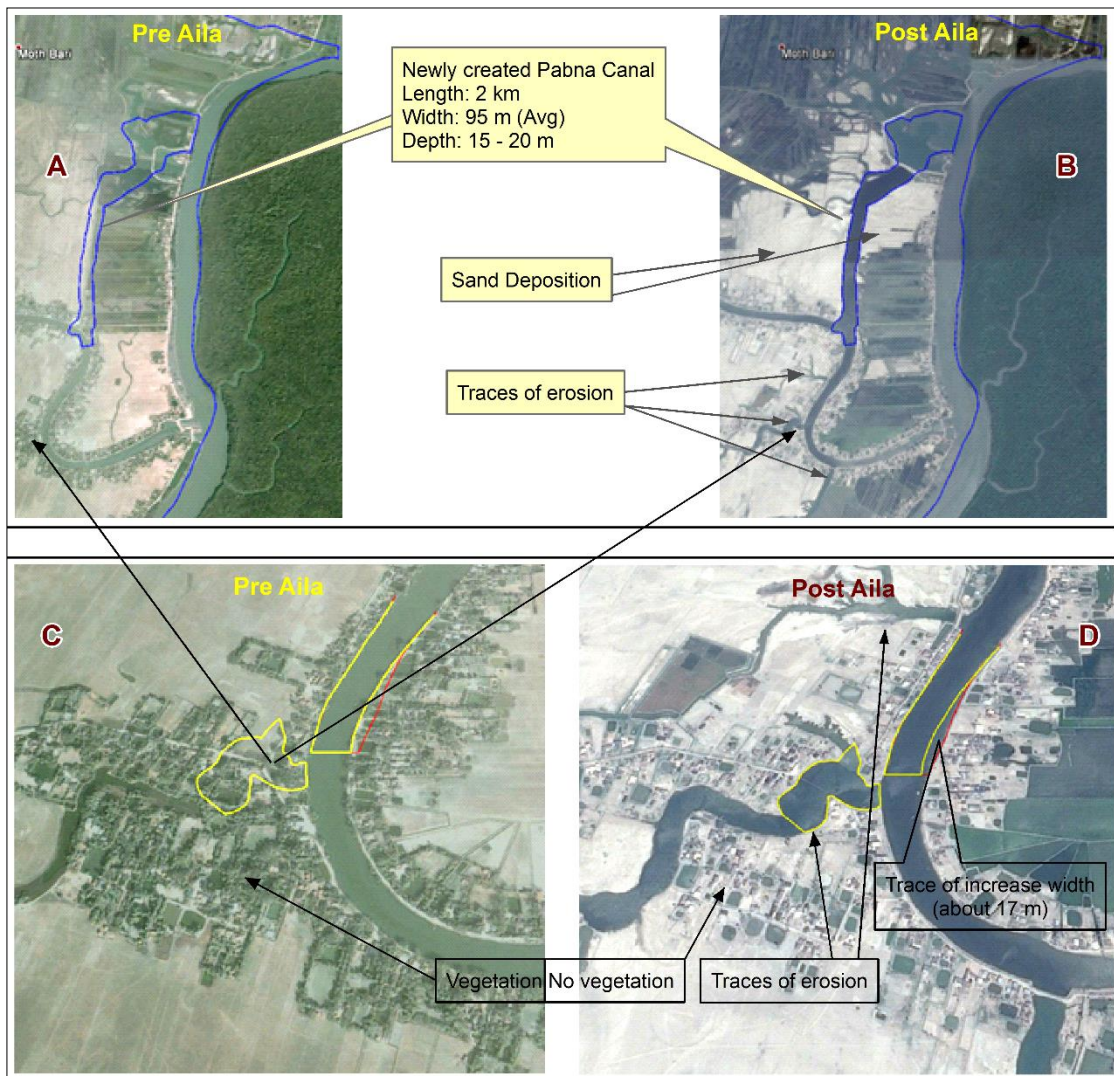 Pre Aila
Moth Bari
A
Newly created Pabna Canal
Length: 2 km
Width: 95 m (Avg)
Depth: 15 - 20 m
Post Aila
Moth Bari
B
Sand Deposition
Traces of erosion
Pre Aila
C
Post Aila
D
Trace of increase width
(about 17 m)
Vegetation
No vegetation
Traces of erosion